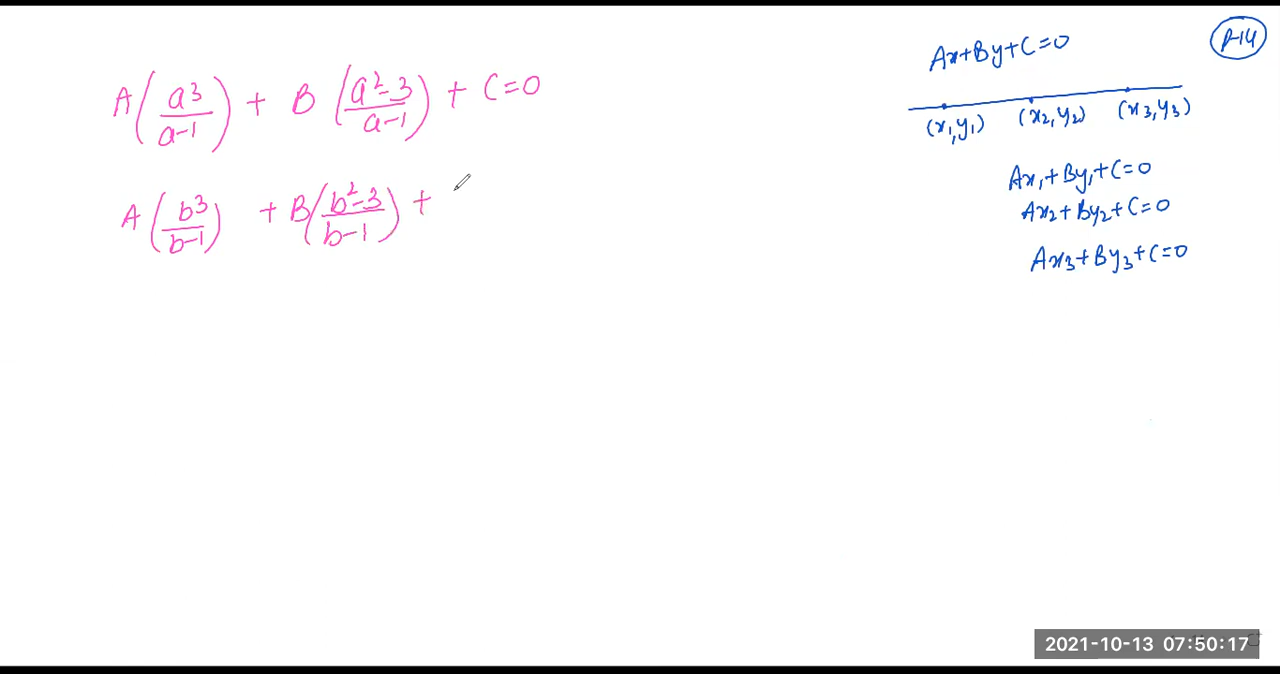 A(a³/a-1) + B(a²-3/a-1) + C=0
A(b³/b-1) + B(b²-3/b-1) +
Ax+By+C=0
P-14
(x₁,y₁) (x₂,y₂) (x₃,y₃)
Ax₁+By₁+C=0
Ax₂+By₂+C=0
Ax₃+By₃+C=0
2021-10-13 07:50:17